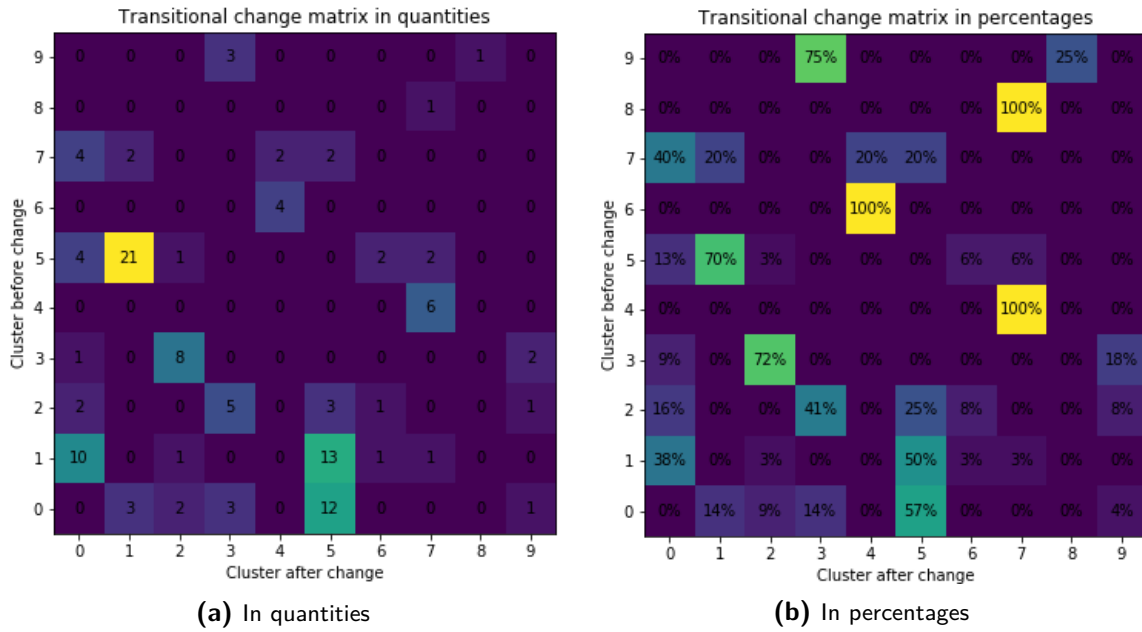 Transitional change matrix in quantities
9 0 0 0 3 0 0 0 0 1 0
8 0 0 0 0 0 0 0 1 0 0
7 4 2 0 0 2 2 0 0 0 0
6 0 0 0 0 4 0 0 0 0 0
5 4 21 1 0 0 0 2 2 0 0
4 0 0 0 0 0 0 0 6 0 0
3 1 0 8 0 0 0 0 0 0 2
2 2 0 0 5 0 3 1 0 0 1
1 10 0 1 0 0 13 1 1 0 0
0 0 3 2 3 0 12 0 0 0 1
0 1 2 3 4 5 6 7 8 9
Cluster before change
Cluster after change
(a) In quantities
Transitional change matrix in percentages
9 0% 0% 0% 75% 0% 0% 0% 0% 25% 0%
8 0% 0% 0% 0% 0% 0% 0% 100% 0% 0%
7 40% 20% 0% 0% 20% 20% 0% 0% 0% 0%
6 0% 0% 0% 0% 100% 0% 0% 0% 0% 0%
5 13% 70% 3% 0% 0% 0% 6% 6% 0% 0%
4 0% 0% 0% 0% 0% 0% 0% 100% 0% 0%
3 9% 0% 72% 0% 0% 0% 0% 0% 0% 18%
2 16% 0% 0% 41% 0% 25% 8% 0% 0% 8%
1 38% 0% 3% 0% 0% 50% 3% 3% 0% 0%
0 0% 14% 9% 14% 0% 57% 0% 0% 0% 4%
0 1 2 3 4 5 6 7 8 9
Cluster before change
Cluster after change
(b) In percentages